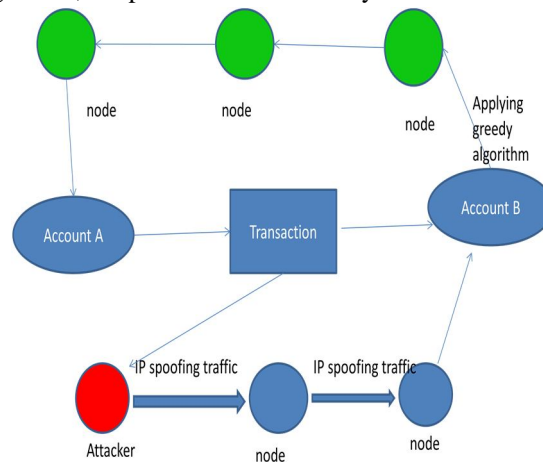 node
node
node
Applying
greedy
algorithm
Account A
Transaction
Account B
IP spoofing traffic
IP spoofing traffic
Attacker
node
node